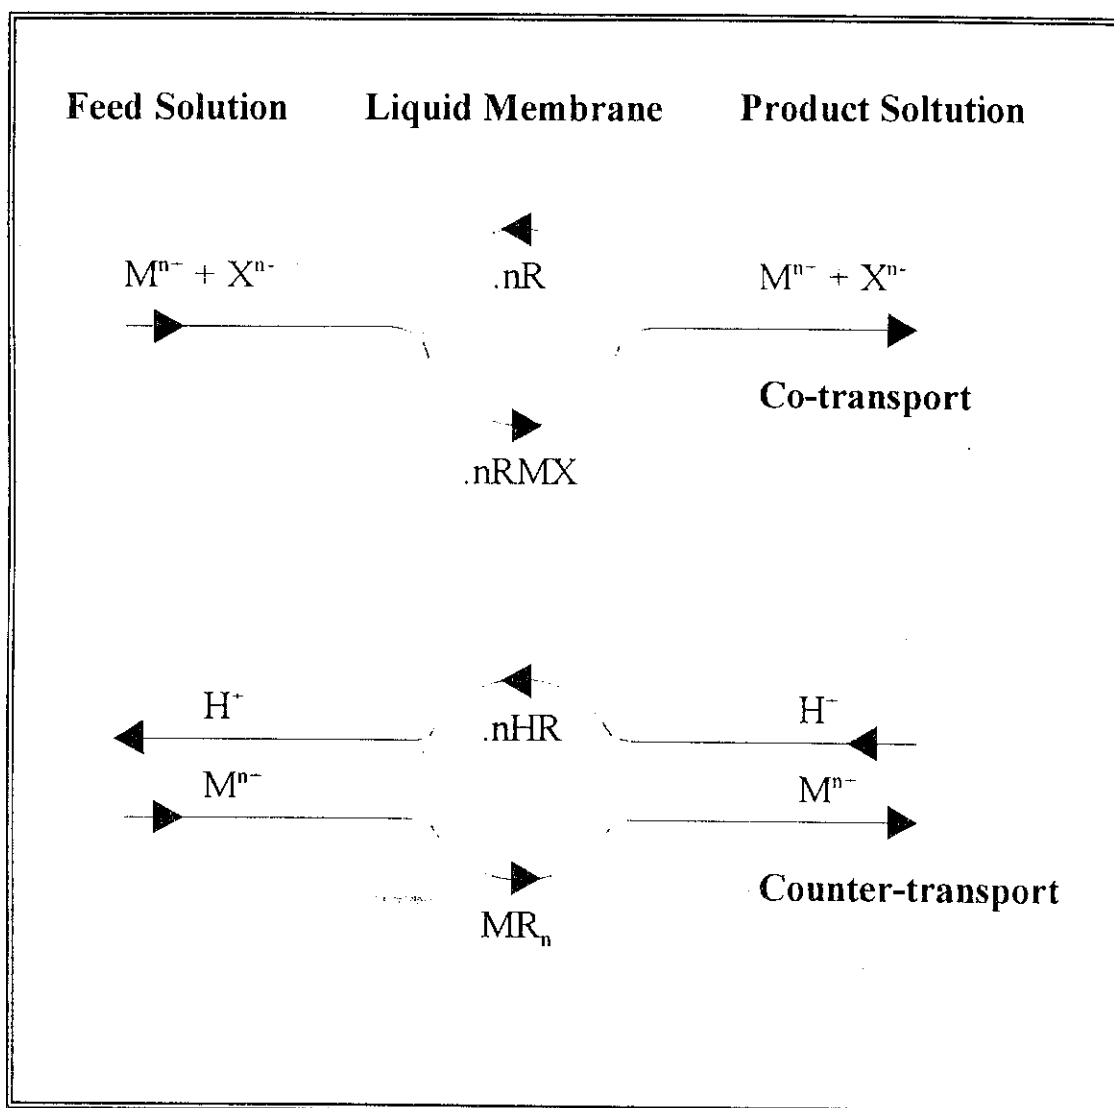 Feed Solution Liquid Membrane Product Soltution
.nR
Mⁿ⁺ + Xⁿ⁻ Mⁿ⁺ + Xⁿ⁻
Co-transport
.nRMX
H⁺ .nHR H⁺
Mⁿ⁺ Mⁿ⁺
Counter-transport
MRₙ